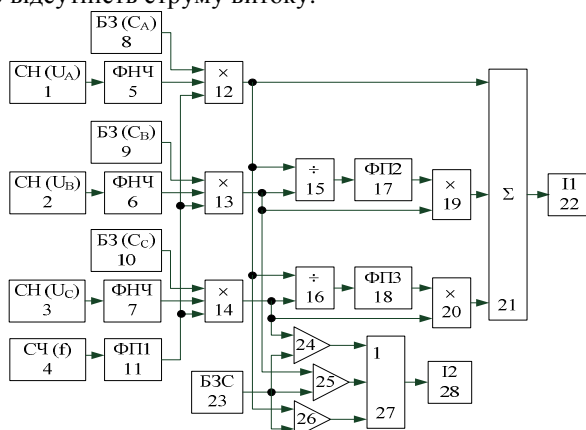 відсутність струму витоку.
БЗ (CA)
8
СН (UA)
1
ФНЧ
5
×
12
БЗ (CB)
9
СН (UB)
2
ФНЧ
6
×
13
÷
15
ФП2
17
×
19
Σ
21
I1
22
БЗ (CC)
10
СН (UC)
3
ФНЧ
7
×
14
÷
16
ФП3
18
×
20
СЧ (f)
4
ФП1
11
БЗС
23
24
25
26
1
27
I2
28